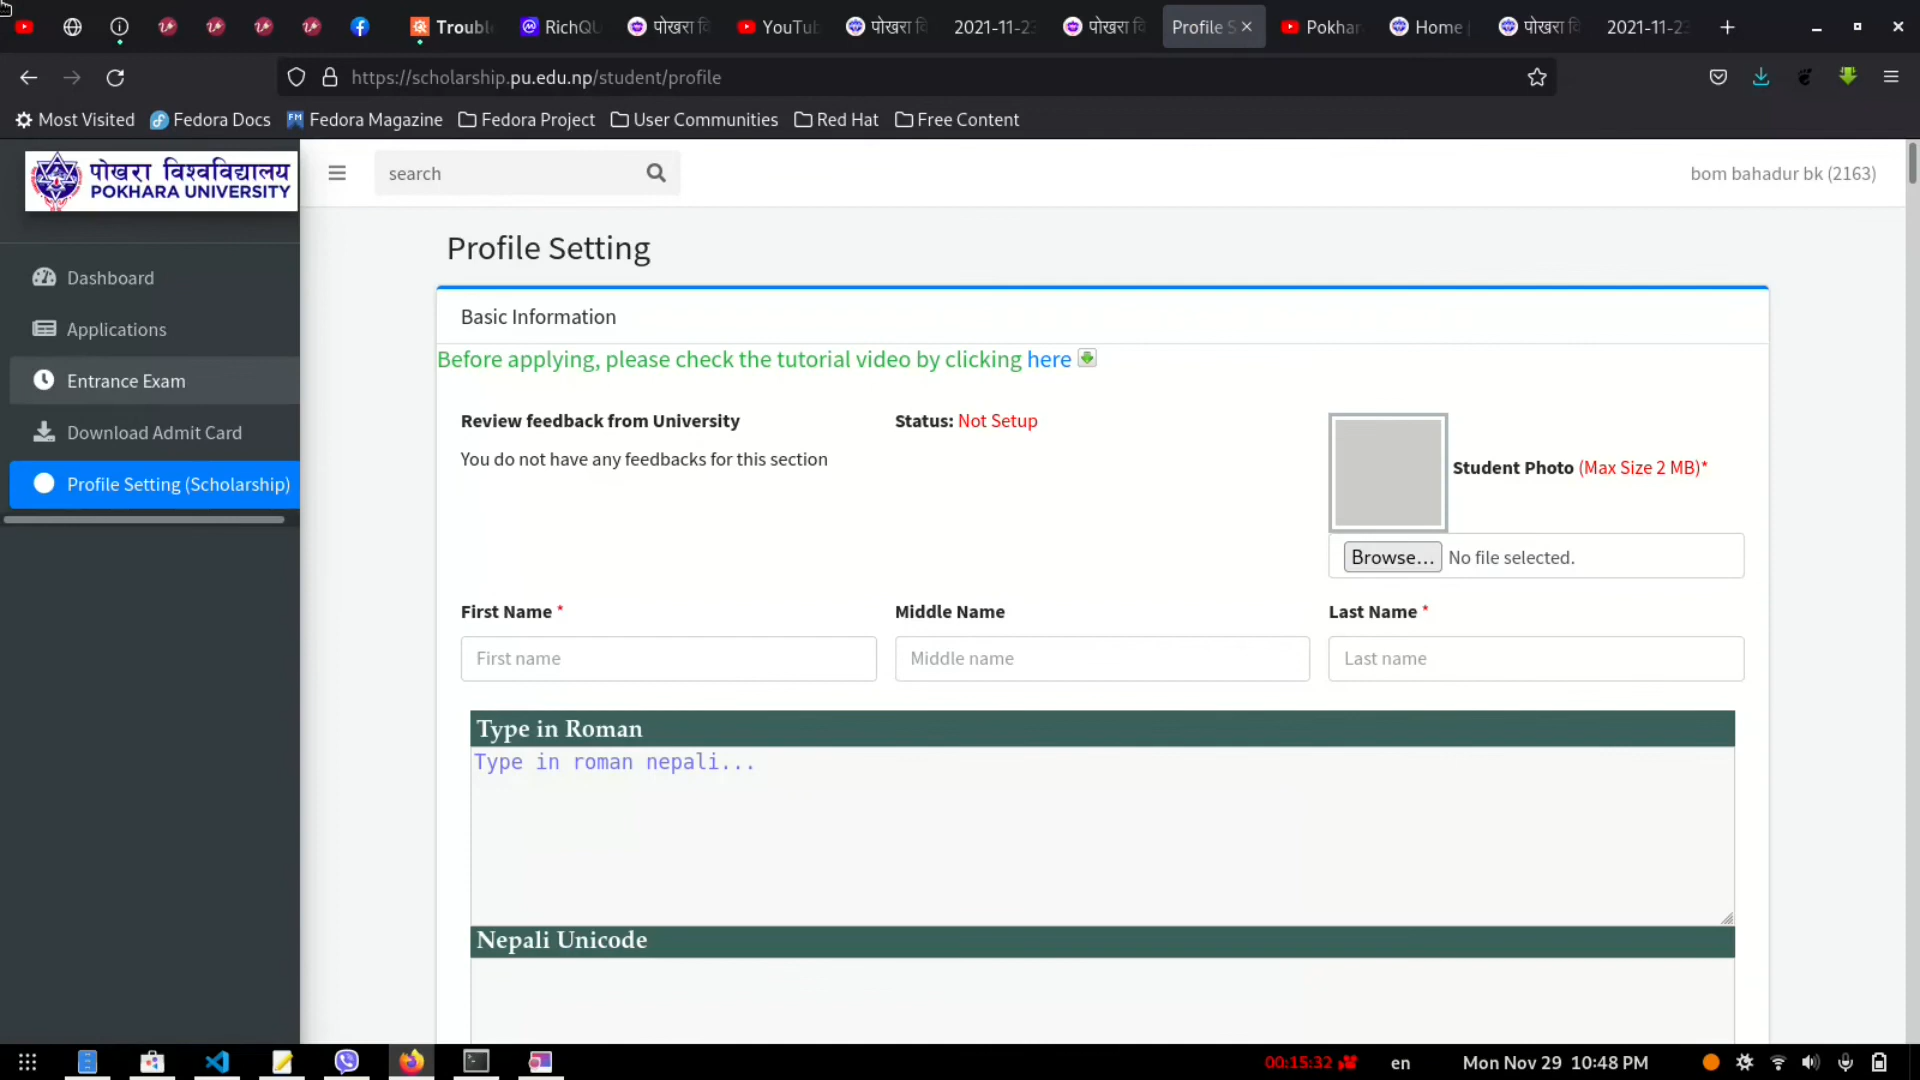 Troubl
RichQU
पोखरा वि
YouTub
पोखरा वि
2021-11-23
पोखरा वि
Profile S
Pokhar
Home
पोखरा वि
2021-11-23
https://scholarship.pu.edu.np/student/profile
Most Visited
Fedora Docs
Fedora Magazine
Fedora Project
User Communities
Red Hat
Free Content
पोखरा विश्वविद्यालय
POKHARA UNIVERSITY
search
bom bahadur bk (2163)
Dashboard
Applications
Entrance Exam
Download Admit Card
Profile Setting (Scholarship)
Profile Setting
Basic Information
Before applying, please check the tutorial video by clicking here
Review feedback from University
Status: Not Setup
You do not have any feedbacks for this section
Student Photo (Max Size 2 MB)*
Browse... No file selected.
First Name *
Middle Name
Last Name *
First name
Middle name
Last name
Type in Roman
Type in roman nepali...
Nepali Unicode
00:15:32
en
Mon Nov 29 10:48 PM